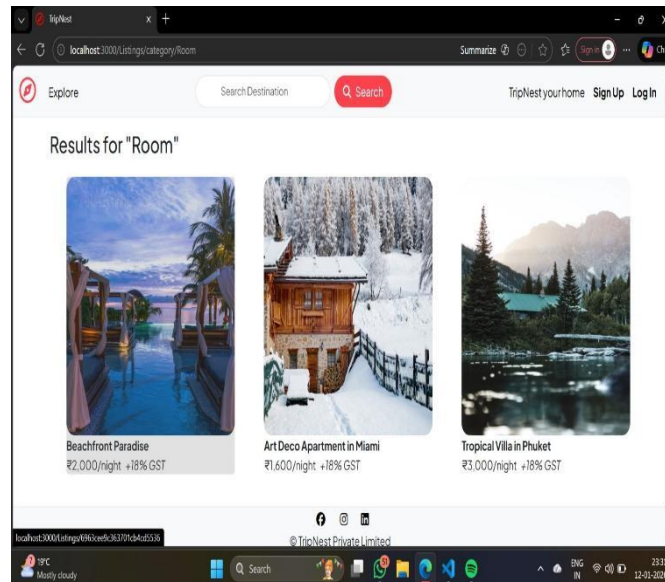 TripNest
localhost:3000/Listings/category/Room
Summarize
Sign in
Explore
Search Destination
Search
TripNest your home
Sign Up
Log In
Results for "Room"
Beachfront Paradise
₹2,000/night +18% GST
Art Deco Apartment in Miami
₹1,600/night +18% GST
Tropical Villa in Phuket
₹3,000/night +18% GST
© TripNest Private Limited
localhost:3000/Listings/6963cee9c363701cb4cd5536
19°C
Mostly cloudy
Search
ENG
IN